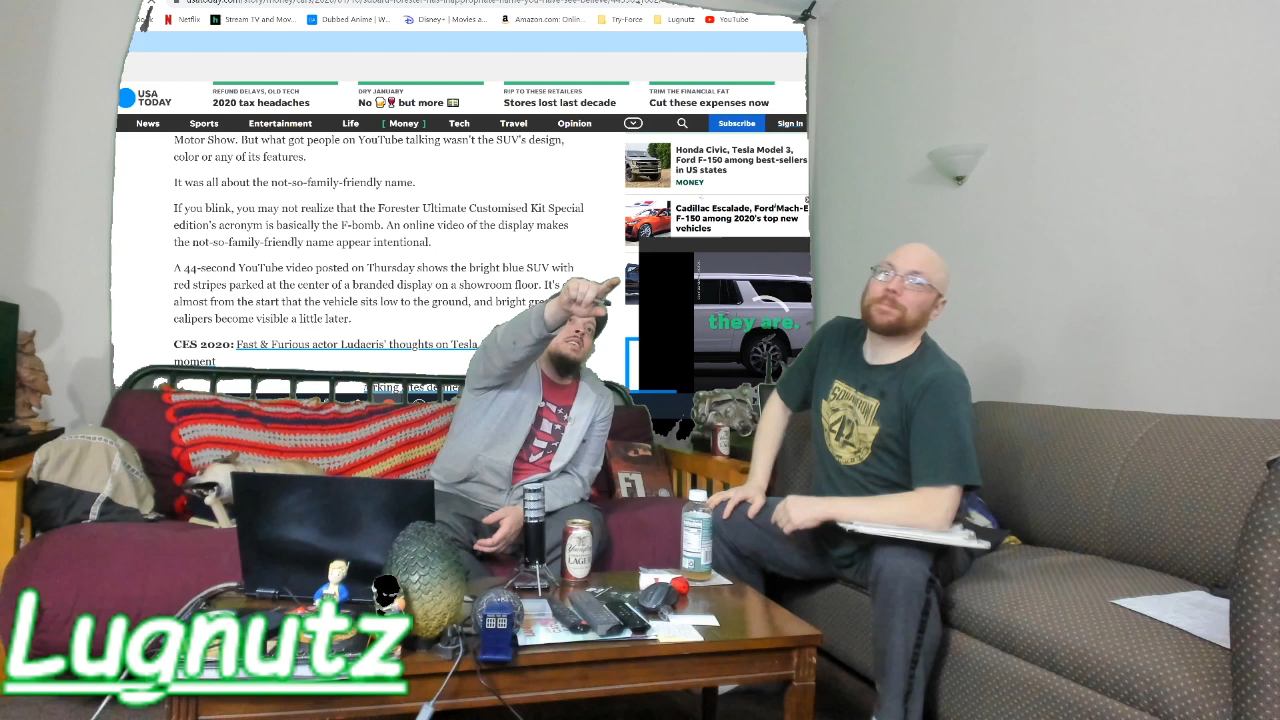 Netflix
Stream TV and Mov...
Dubbed Anime | W...
Disney+ | Movies a...
Amazon.com: Onlin...
Try-Force
Lugnutz
YouTube
USA TODAY
REFUND DELAYS, OLD TECH
2020 tax headaches
DRY JANUARY
No 🍺🍷 but more 💵
RIP TO THESE RETAILERS
Stores lost last decade
TRIM THE FINANCIAL FAT
Cut these expenses now
News Sports Entertainment Life [ Money ] Tech Travel Opinion Subscribe Sign In
Motor Show. But what got people on YouTube talking wasn't the SUV's design,
color or any of its features.
It was all about the not-so-family-friendly name.
If you blink, you may not realize that the Forester Ultimate Customised Kit Special
edition's acronym is basically the F-bomb. An online video of the display makes
the not-so-family-friendly name appear intentional.
A 44-second YouTube video posted on Thursday shows the bright blue SUV with
red stripes parked at the center of a branded display on a showroom floor. It's
almost from the start that the vehicle sits low to the ground, and bright
calipers become visible a little later.
CES 2020: Fast & Furious actor Ludacris' thoughts on Tesla
moment
Honda Civic, Tesla Model 3,
Ford F-150 among best-sellers
in US states
MONEY
Cadillac Escalade, Ford Mach-E
F-150 among 2020's top new
vehicles
they are.
SQUADRON
42
F1
LAGER
Lugnutz